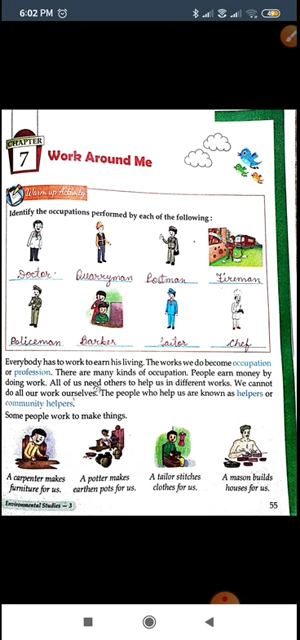 6:02 PM
CHAPTER
7
Work Around Me
Warm up Activity
Identify the occupations performed by each of the following :
Doctor Quarryman Postman Fireman
Policeman Barber Sailor Chef
Everybody has to work to earn his living. The works we do become occupation
or profession. There are many kinds of occupation. People earn money by
doing work. All of us need others to help us in different works. We cannot
do all our work ourselves. The people who help us are known as helpers or
community helpers.
Some people work to make things.
A carpenter makes A potter makes A tailor stitches A mason builds
furniture for us. earthen pots for us. clothes for us. houses for us.
Environmental Studies – 3 55